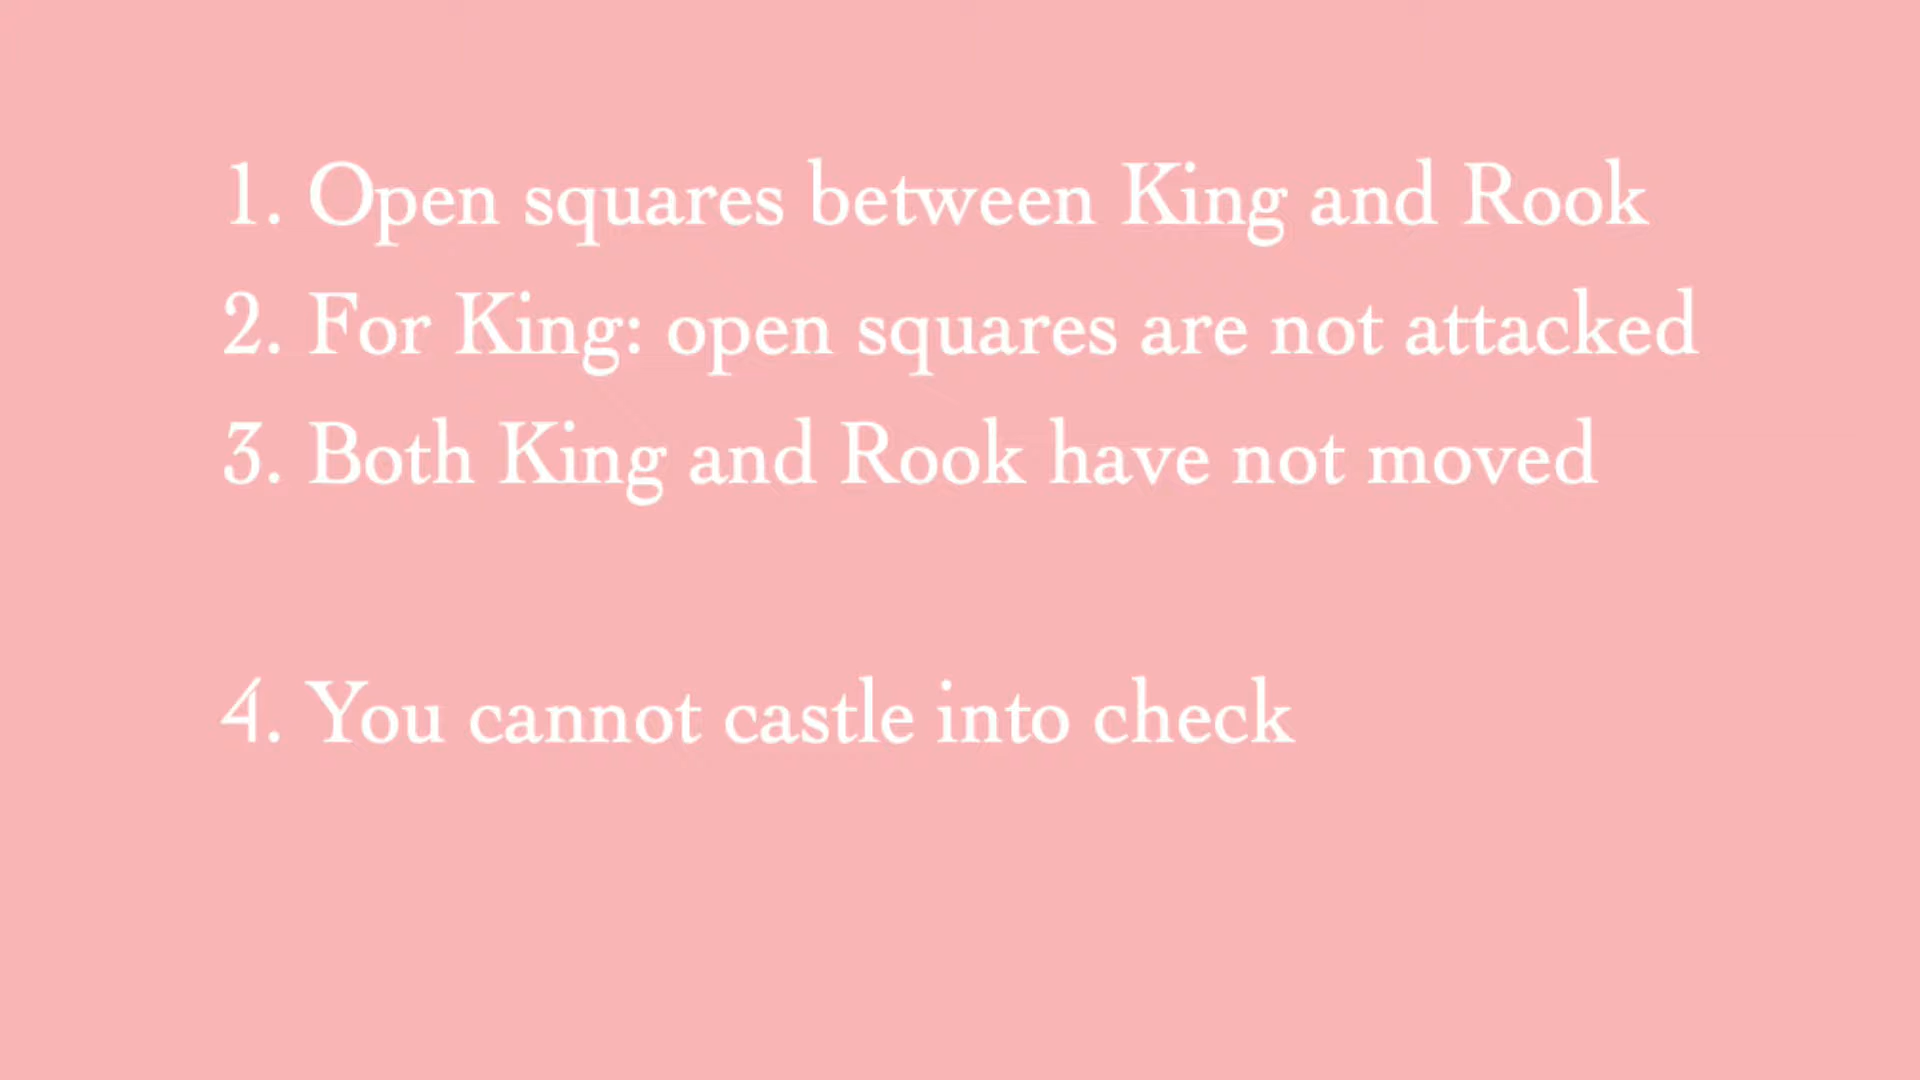 1. Open squares between King and Rook
2. For King: open squares are not attacked
3. Both King and Rook have not moved
4. You cannot castle into check